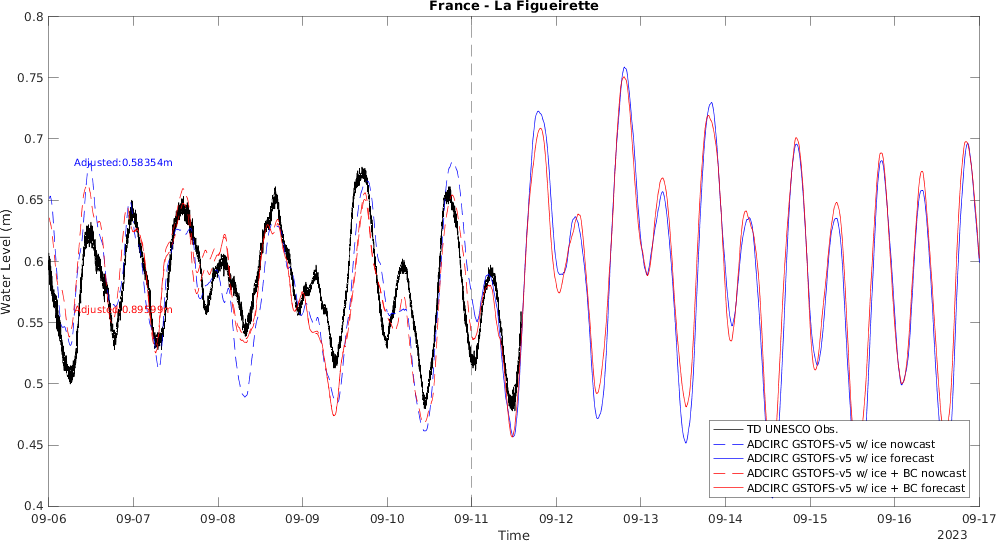 France - La Figueirette
0.8
0.75
0.7
0.65
0.6
0.55
0.5
0.45
0.4
Water Level (m)
Adjusted:0.58354m
Adjusted:0.89599m
TD UNESCO Obs.
ADCIRC GSTOFS-v5 w/ ice nowcast
ADCIRC GSTOFS-v5 w/ ice forecast
ADCIRC GSTOFS-v5 w/ ice + BC nowcast
ADCIRC GSTOFS-v5 w/ ice + BC forecast
09-06 09-07 09-08 09-09 09-10 09-11 09-12 09-13 09-14 09-15 09-16 09-17
Time
2023